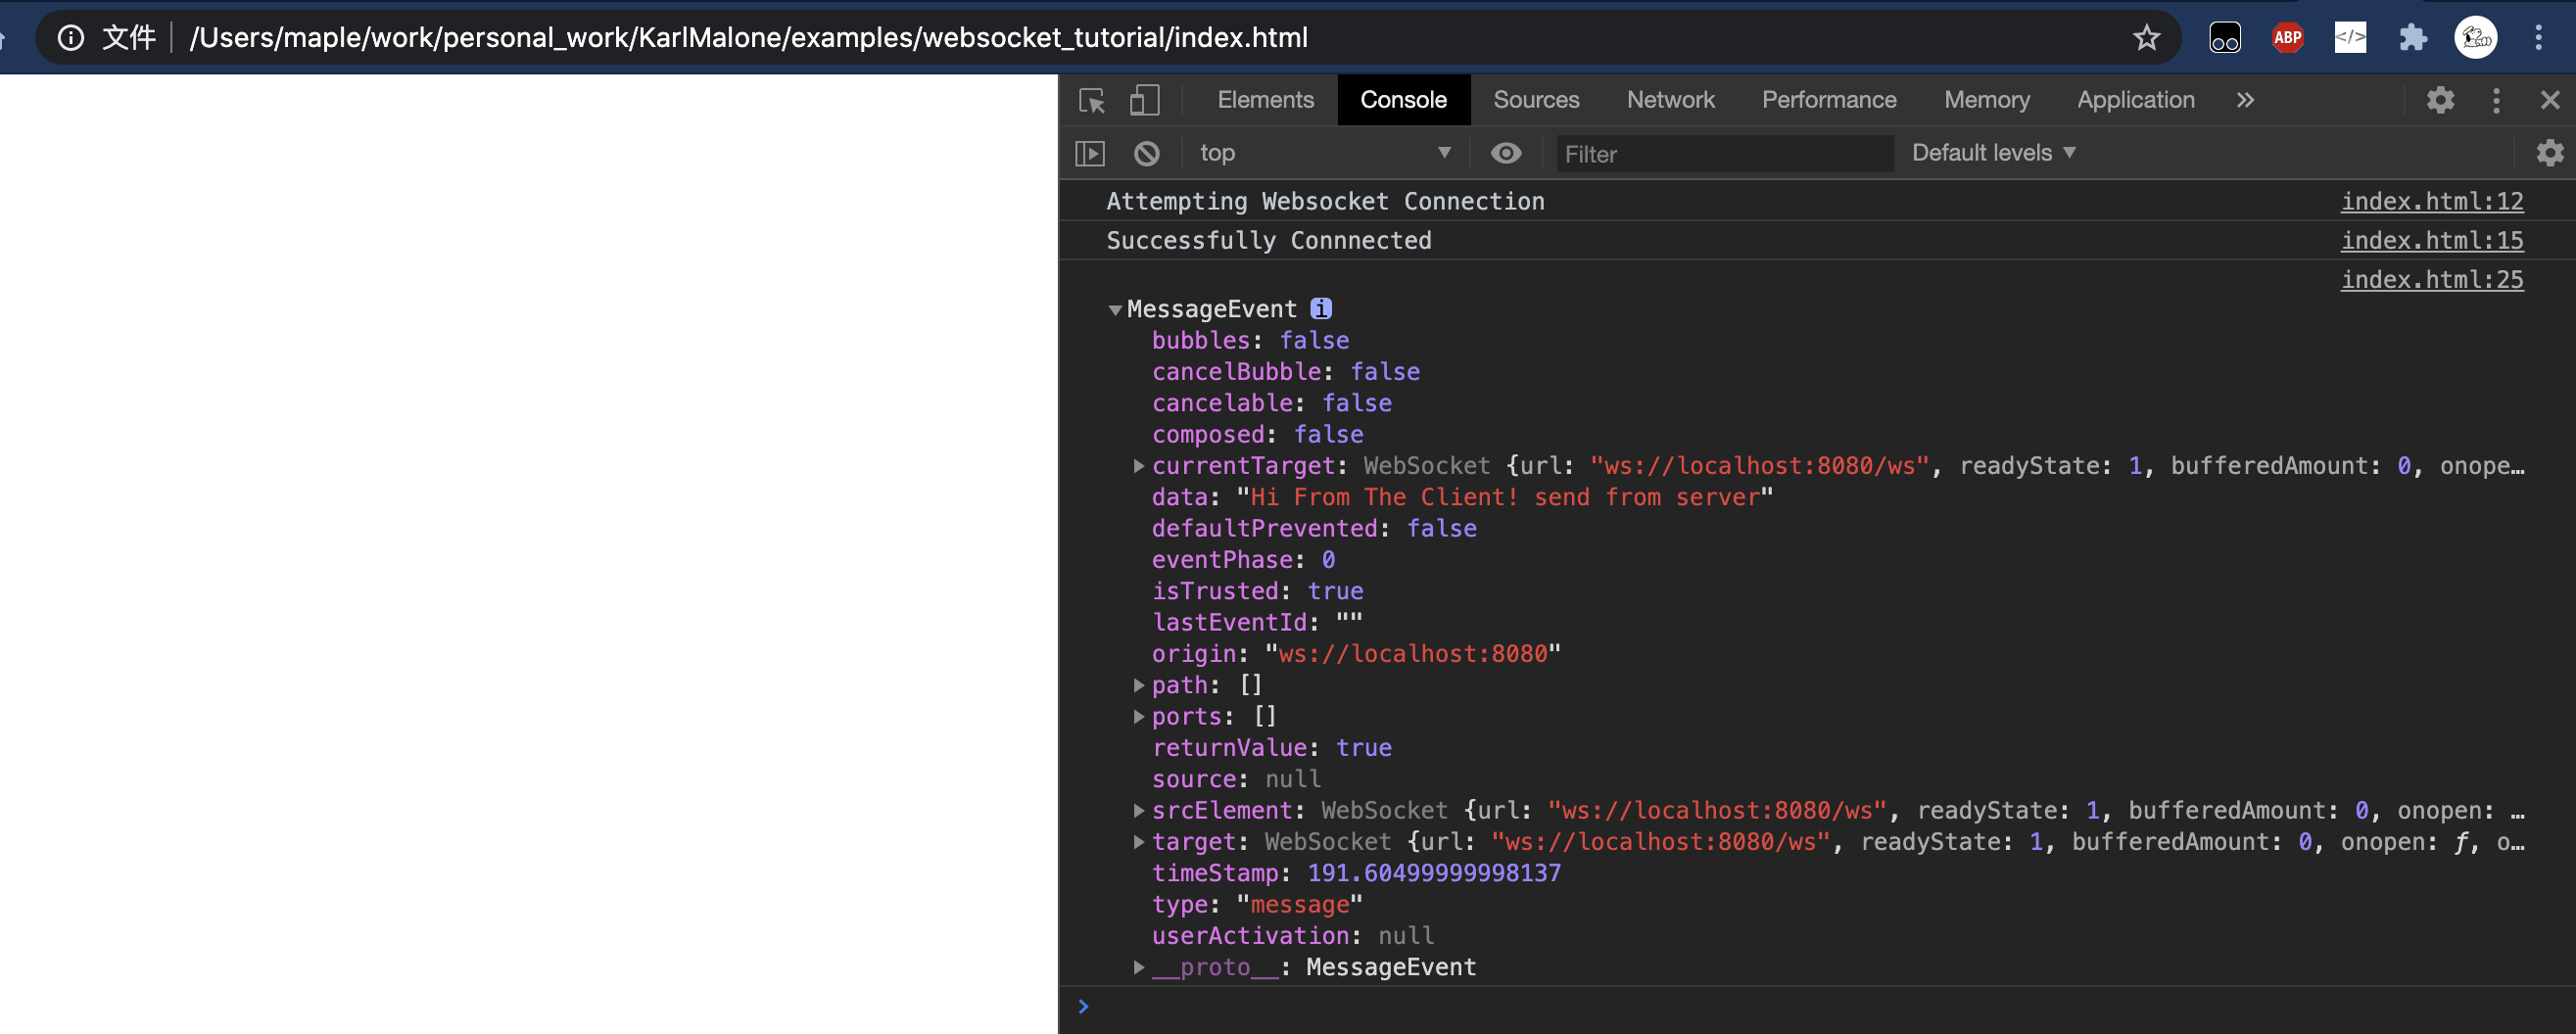 文件 /Users/maple/work/personal_work/KarlMalone/examples/websocket_tutorial/index.html ABP </>
Elements Console Sources Network Performance Memory Application »
top Filter Default levels
Attempting Websocket Connection index.html:12
Successfully Connnected index.html:15
index.html:25
MessageEvent i
bubbles: false
cancelBubble: false
cancelable: false
composed: false
currentTarget: WebSocket {url: "ws://localhost:8080/ws", readyState: 1, bufferedAmount: 0, onope…
data: "Hi From The Client! send from server"
defaultPrevented: false
eventPhase: 0
isTrusted: true
lastEventId: ""
origin: "ws://localhost:8080"
path: []
ports: []
returnValue: true
source: null
srcElement: WebSocket {url: "ws://localhost:8080/ws", readyState: 1, bufferedAmount: 0, onopen: …
target: WebSocket {url: "ws://localhost:8080/ws", readyState: 1, bufferedAmount: 0, onopen: ƒ, o…
timeStamp: 191.60499999998137
type: "message"
userActivation: null
__proto__: MessageEvent